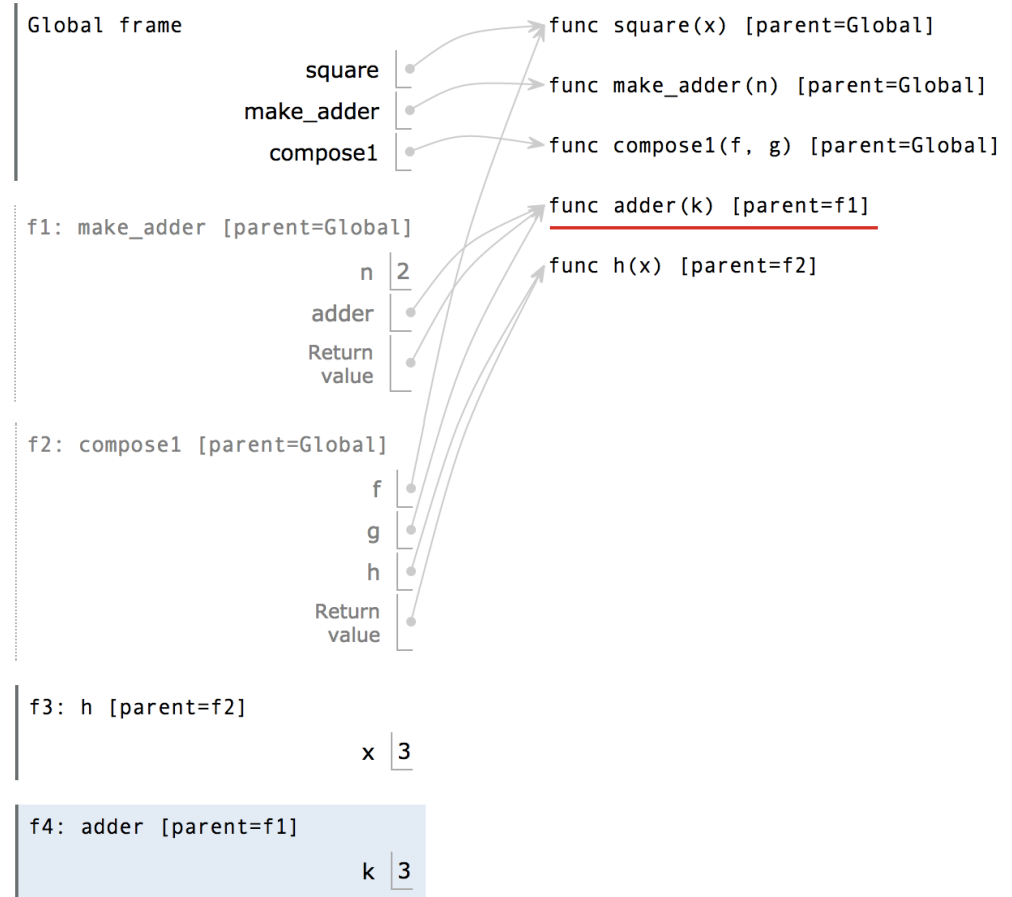 Global frame
square
make_adder
compose1
func square(x) [parent=Global]
func make_adder(n) [parent=Global]
func compose1(f, g) [parent=Global]
func adder(k) [parent=f1]
func h(x) [parent=f2]
f1: make_adder [parent=Global]
n 2
adder
Return
value
f2: compose1 [parent=Global]
f
g
h
Return
value
f3: h [parent=f2]
x 3
f4: adder [parent=f1]
k 3